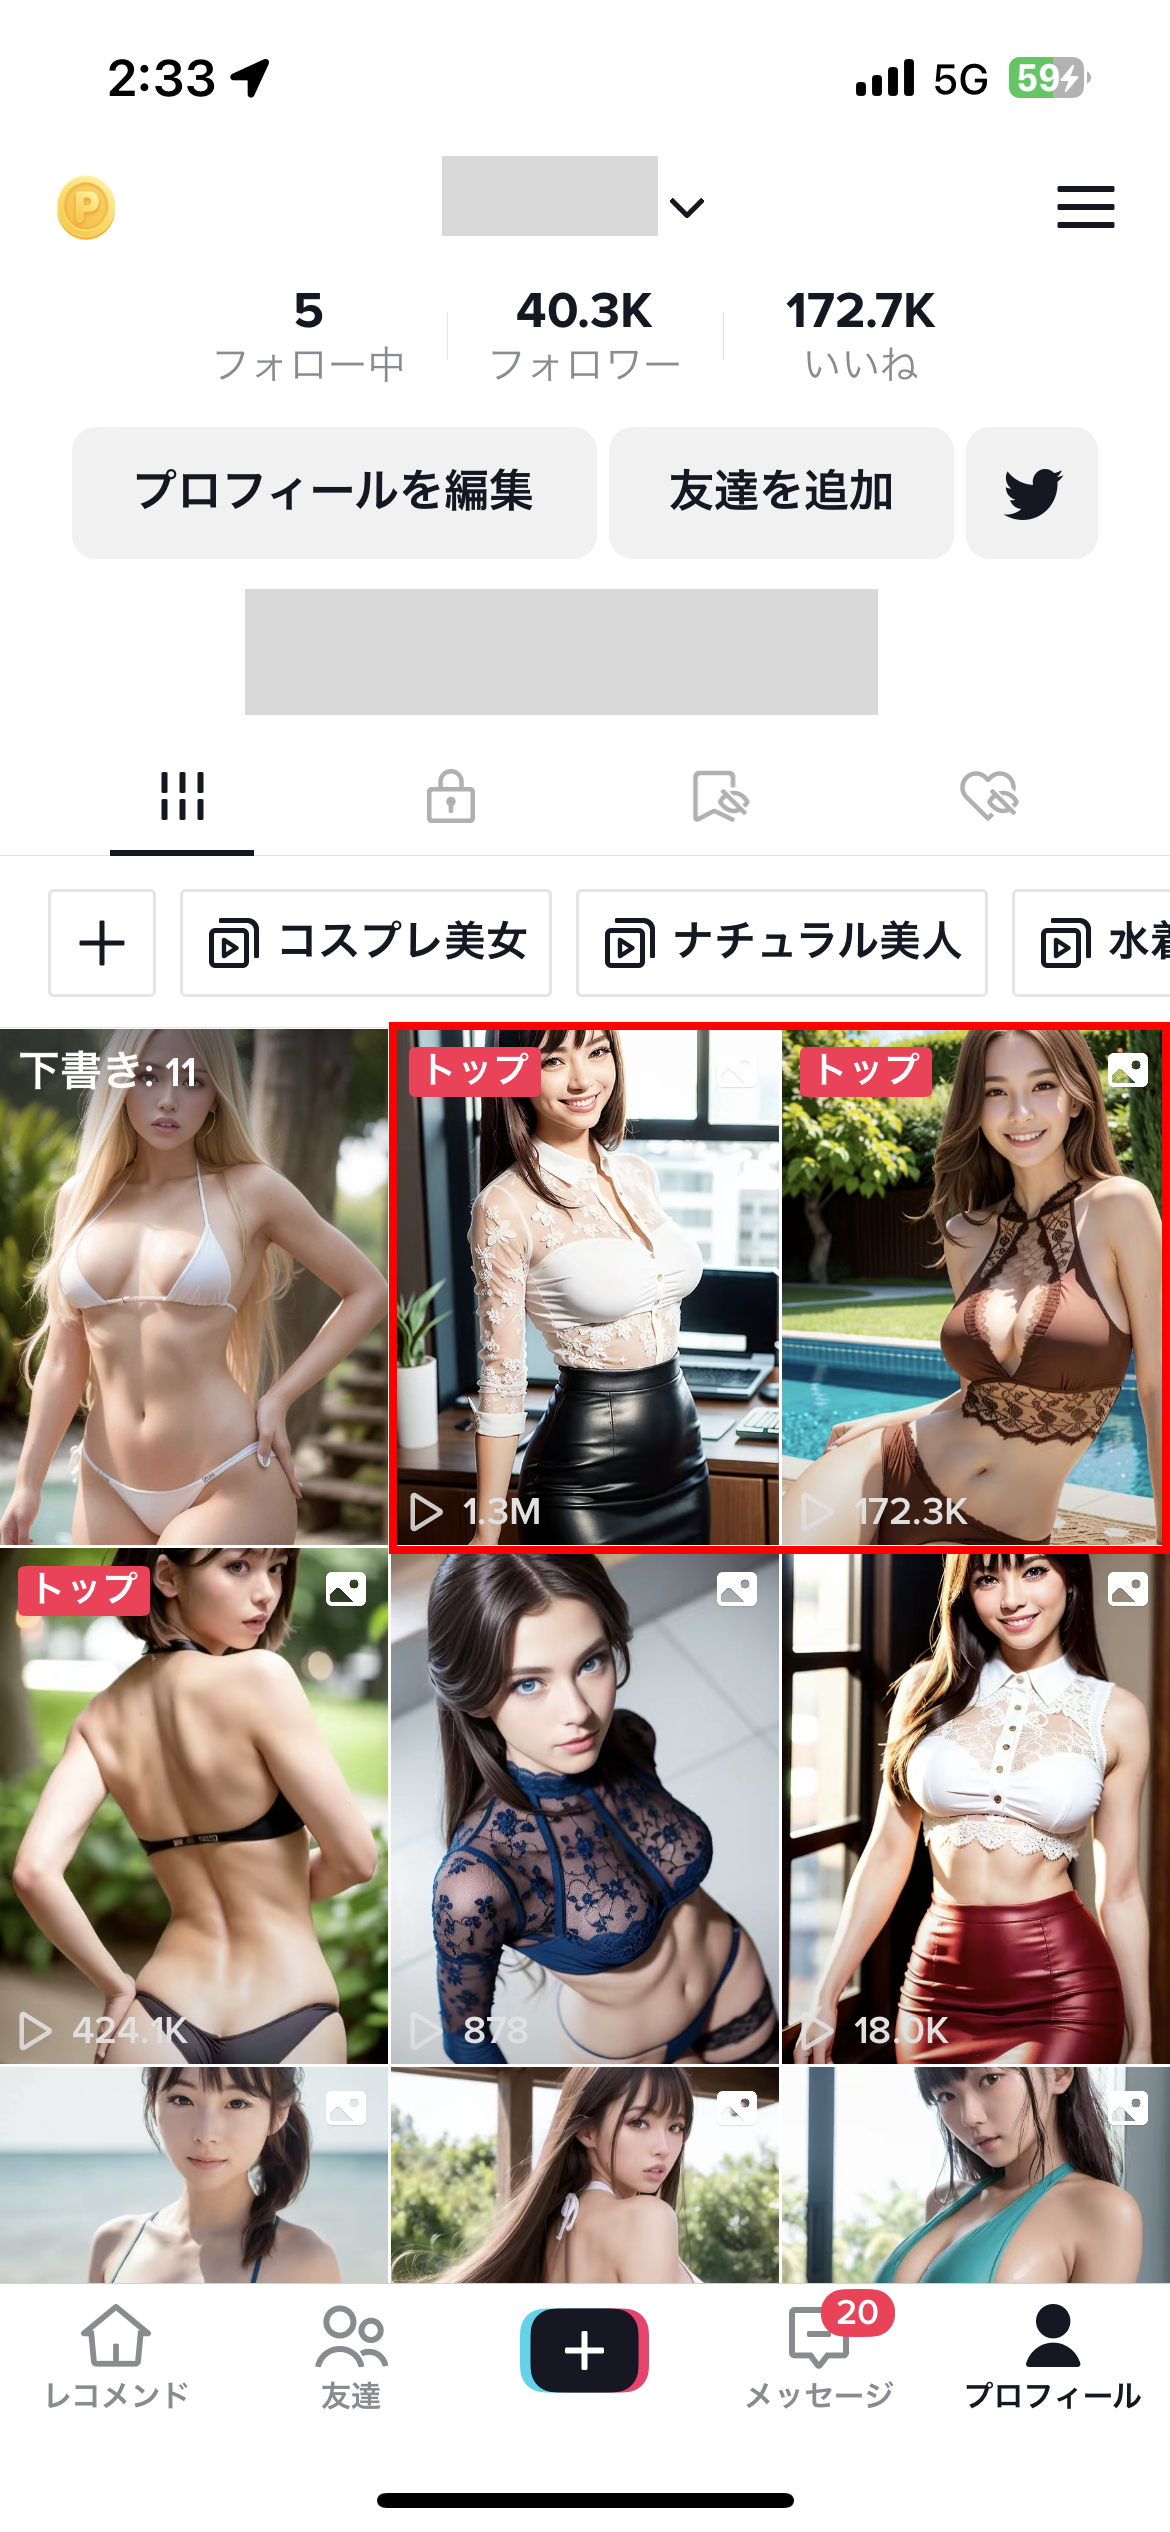 2:33 5G 59
P
5 40.3K 172.7K
フォロー中 フォロワー いいね
プロフィールを編集 友達を追加
コスプレ美女 ナチュラル美人 水着
下書き: 11 トップ トップ
1.3M 172.3K
トップ
424.1K 878 18.0K
20
レコメンド 友達 メッセージ プロフィール